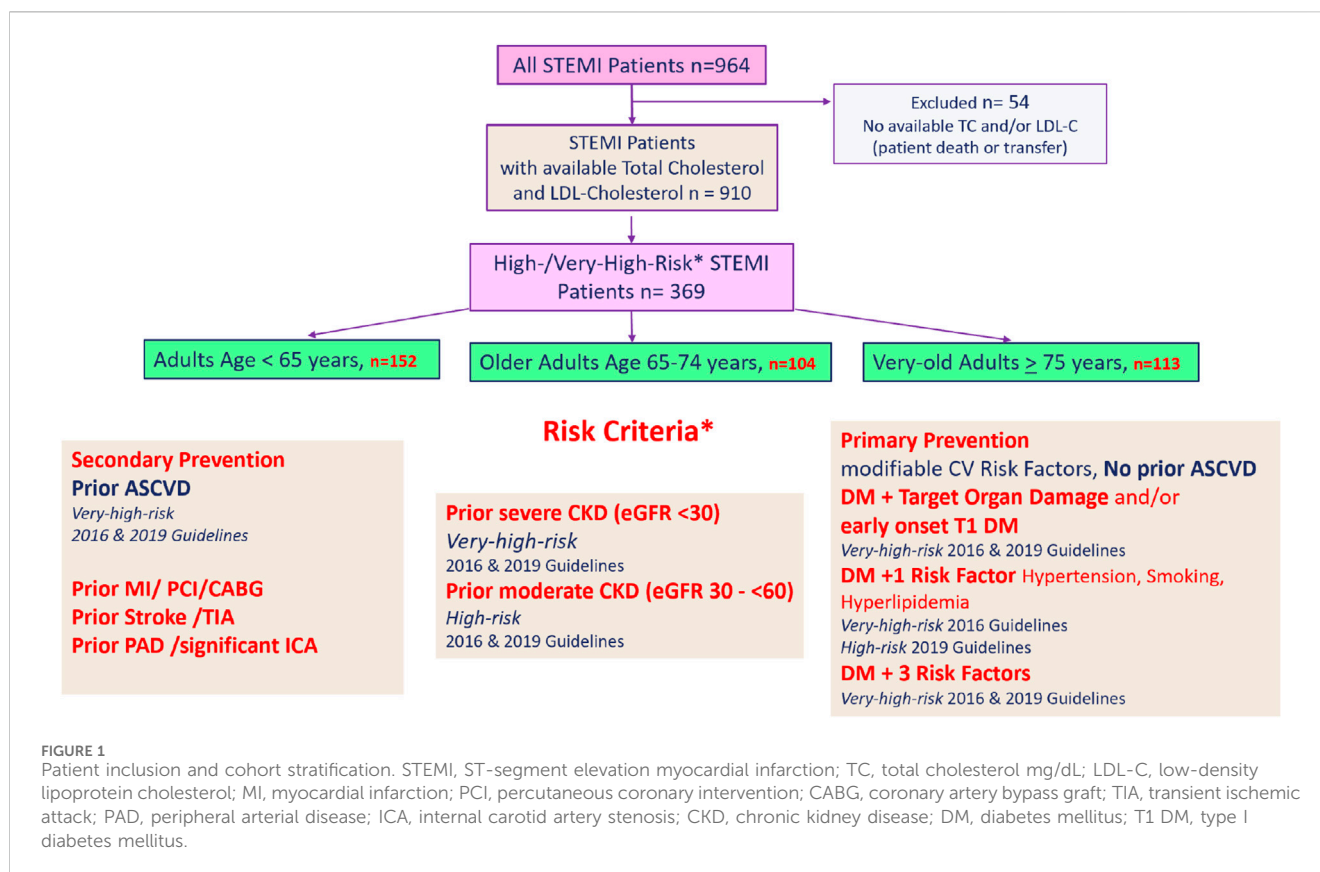 All STEMI Patients n=964
Excluded n= 54
No available TC and/or LDL-C
(patient death or transfer)
STEMI Patients
with available Total Cholesterol
and LDL-Cholesterol n = 910
High-/Very-High-Risk* STEMI
Patients n= 369
Adults Age < 65 years, n=152
Older Adults Age 65-74 years, n=104
Very-old Adults ≥ 75 years, n=113
Risk Criteria*
Secondary Prevention
Prior ASCVD
Very-high-risk
2016 & 2019 Guidelines
Prior MI/ PCI/CABG
Prior Stroke /TIA
Prior PAD /significant ICA
Prior severe CKD (eGFR <30)
Very-high-risk
2016 & 2019 Guidelines
Prior moderate CKD (eGFR 30 - <60)
High-risk
2016 & 2019 Guidelines
Primary Prevention
modifiable CV Risk Factors, No prior ASCVD
DM + Target Organ Damage and/or
early onset T1 DM
Very-high-risk 2016 & 2019 Guidelines
DM +1 Risk Factor Hypertension, Smoking,
Hyperlipidemia
Very-high-risk 2016 Guidelines
High-risk 2019 Guidelines
DM + 3 Risk Factors
Very-high-risk 2016 & 2019 Guidelines
FIGURE 1
Patient inclusion and cohort stratification. STEMI, ST-segment elevation myocardial infarction; TC, total cholesterol mg/dL; LDL-C, low-density
lipoprotein cholesterol; MI, myocardial infarction; PCI, percutaneous coronary intervention; CABG, coronary artery bypass graft; TIA, transient ischemic
attack; PAD, peripheral arterial disease; ICA, internal carotid artery stenosis; CKD, chronic kidney disease; DM, diabetes mellitus; T1 DM, type I
diabetes mellitus.